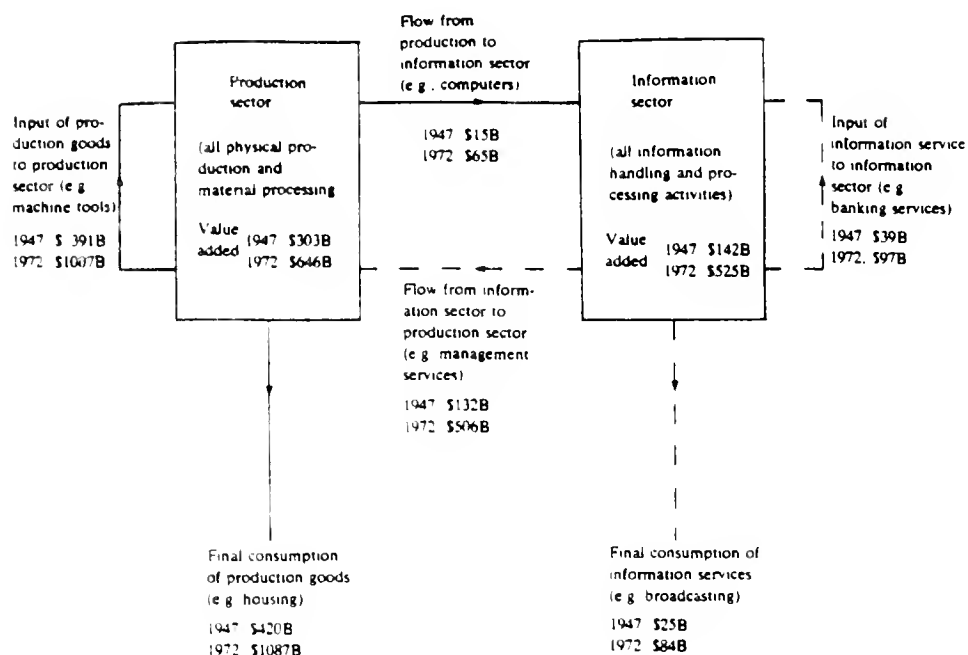 Flow from
production to
information sector
(e g , computers)
1947 $15B
1972 $65B
Production
sector
(all physical pro-
duction and
material processing
Value
added
1947 $303B
1972 $646B
Information
sector
(all information
handling and pro-
cessing activities)
Value
added
1947 $142B
1972 $525B
Input of pro-
duction goods
to production
sector (e g
machine tools)
1947 $ 391B
1972 $1007B
Input of
information service
to information
sector (e g
banking services)
1947 $39B
1972, $97B
Flow from inform-
ation sector to
production sector
(e g management
services)
1947 $132B
1972 $506B
Final consumption
of production goods
(e g housing)
1947 $420B
1972 $1087B
Final consumption of
information services
(e g broadcasting)
1947 $25B
1972 $84B